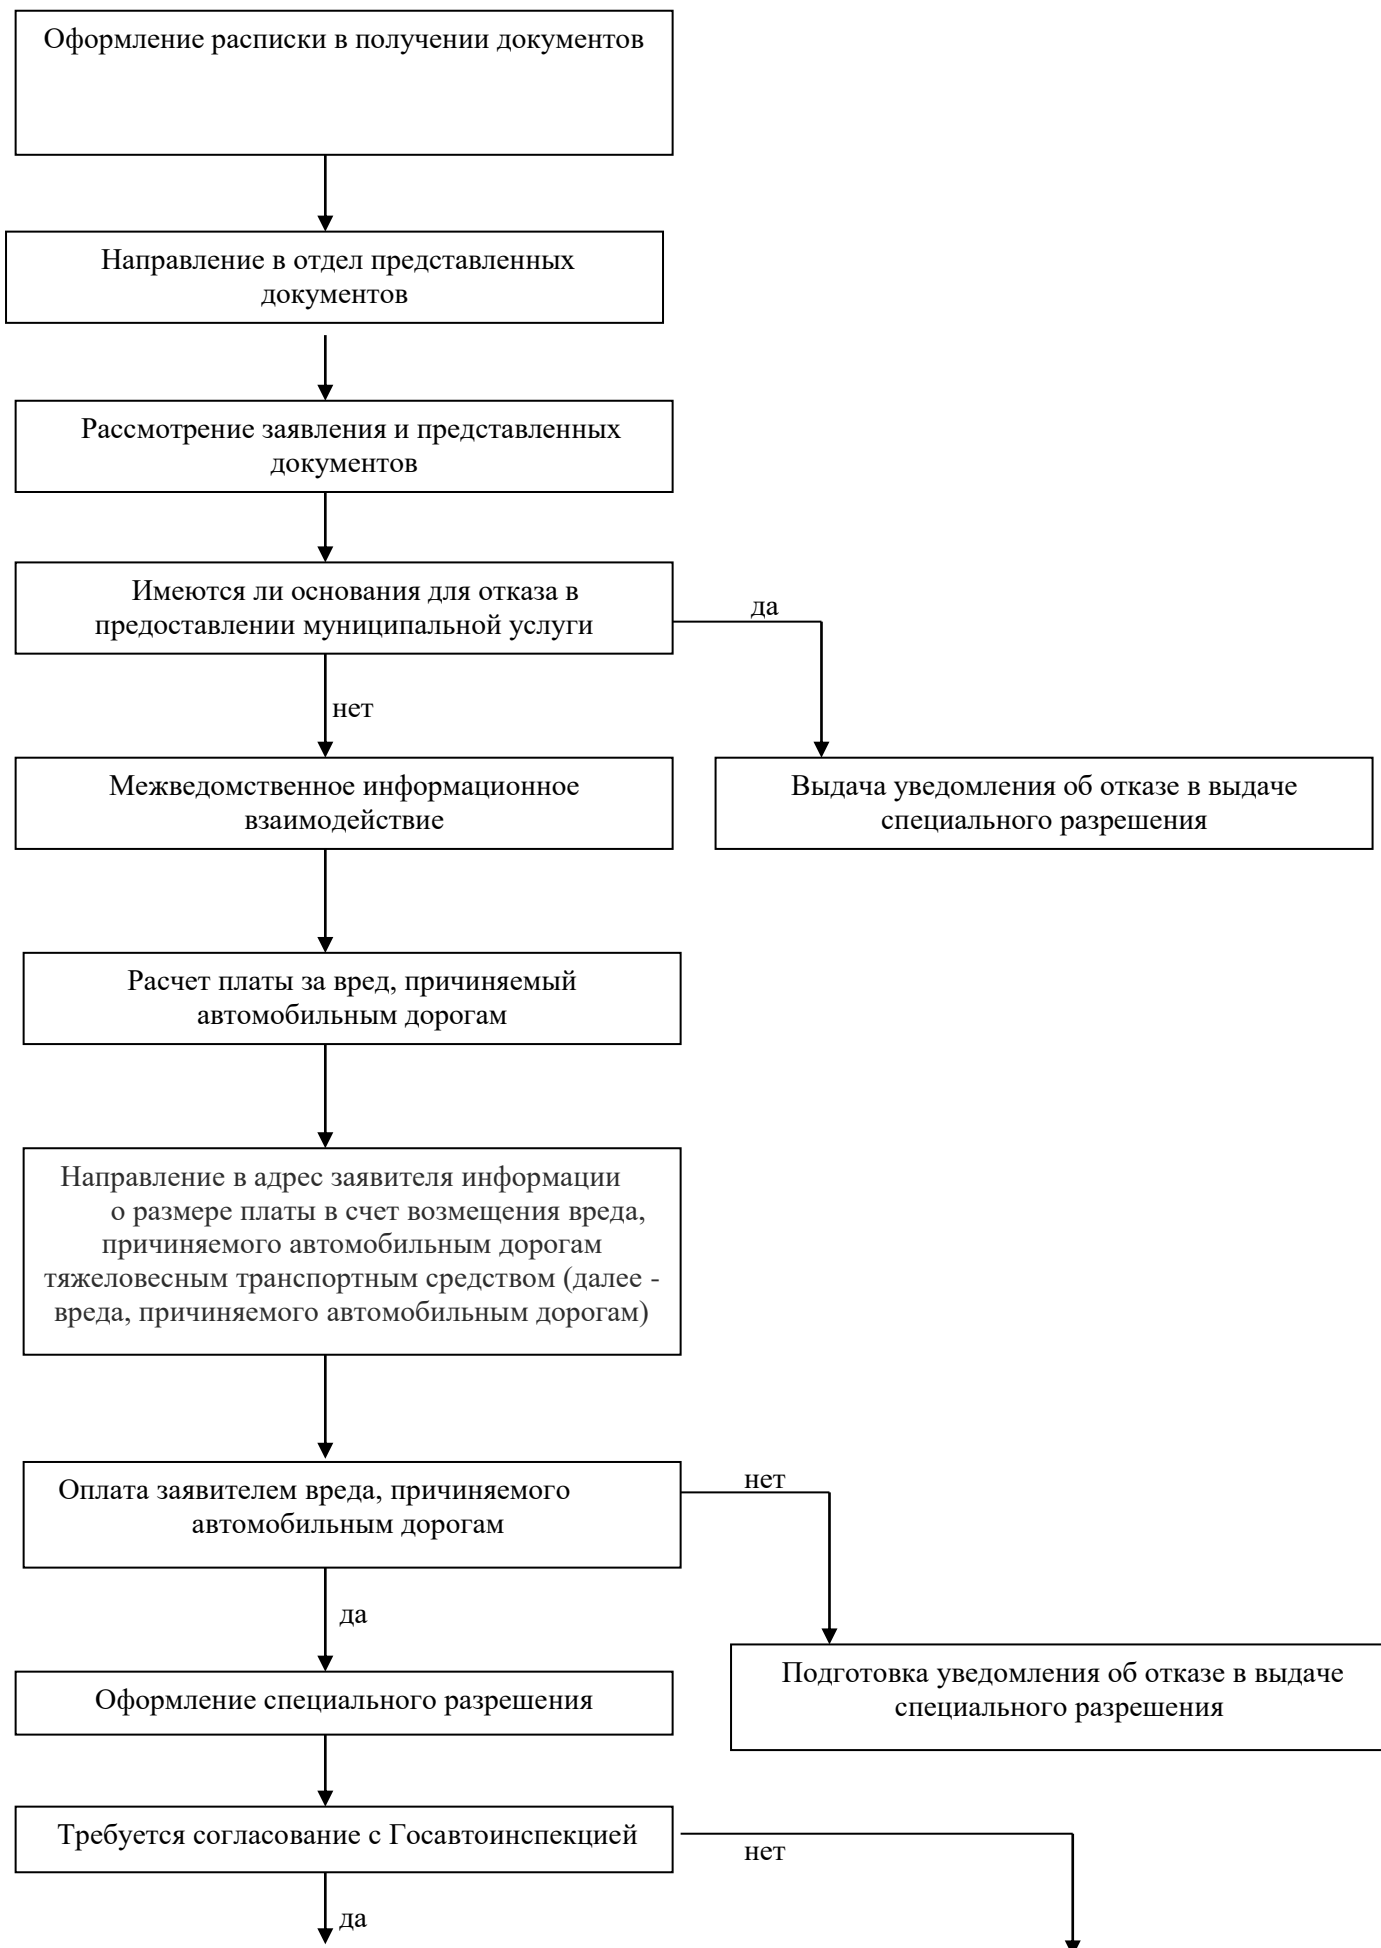 Оформление расписки в получении документов
Направление в отдел представленных
документов
Рассмотрение заявления и представленных
документов
Имеются ли основания для отказа в
предоставлении муниципальной услуги
да
нет
Межведомственное информационное
взаимодействие
Выдача уведомления об отказе в выдаче
специального разрешения
Расчет платы за вред, причиняемый
автомобильным дорогам
Направление в адрес заявителя информации
о размере платы в счет возмещения вреда,
причиняемого автомобильным дорогам
тяжеловесным транспортным средством (далее -
вреда, причиняемого автомобильным дорогам)
Оплата заявителем вреда, причиняемого
автомобильным дорогам
нет
да
Подготовка уведомления об отказе в выдаче
специального разрешения
Оформление специального разрешения
Требуется согласование с Госавтоинспекцией
нет
да